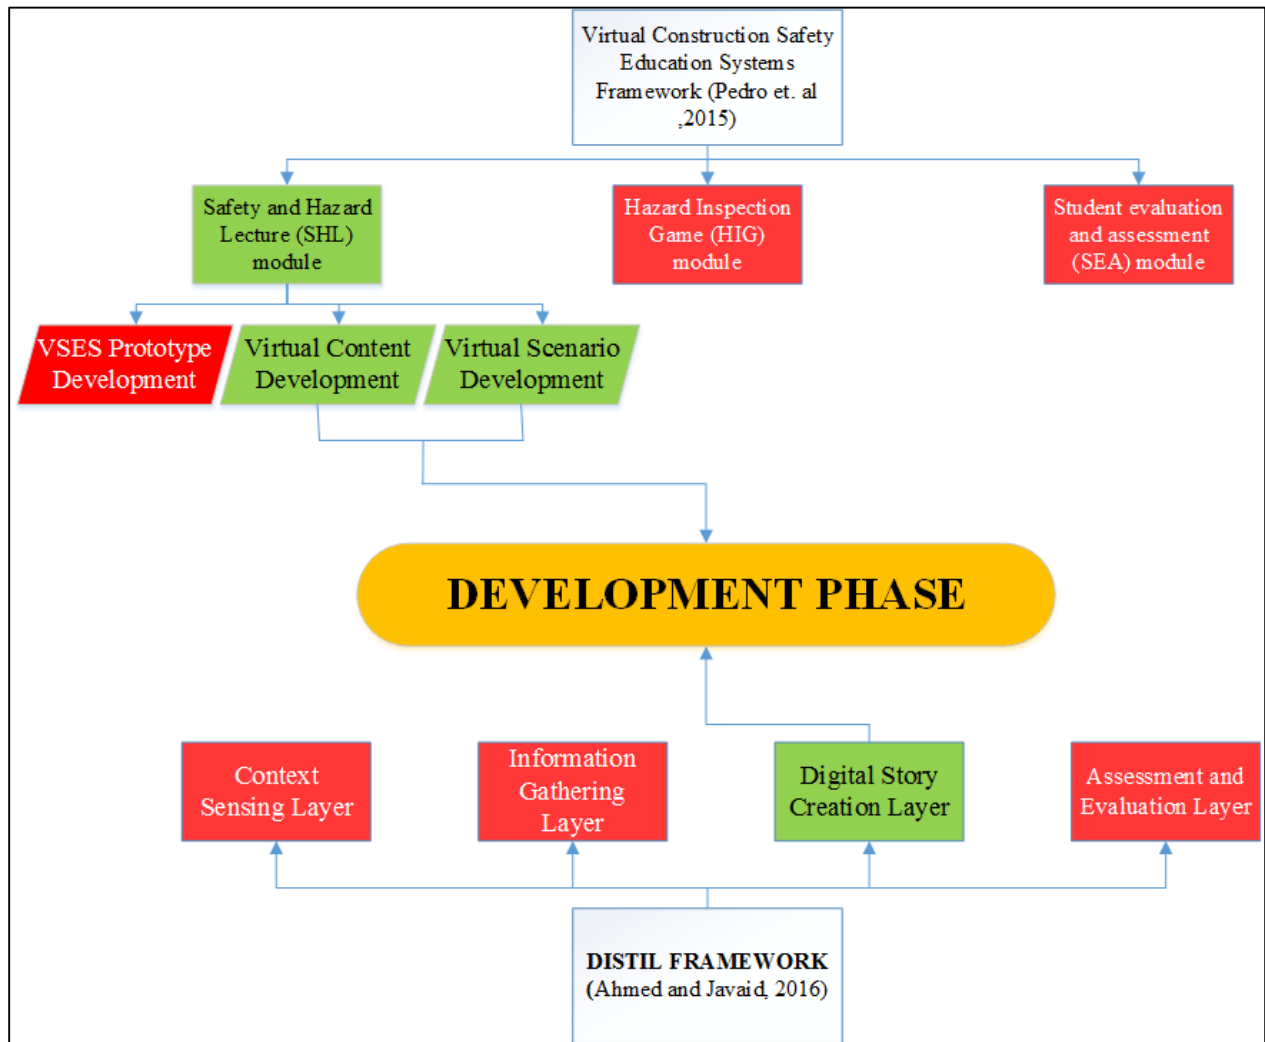 Virtual Construction Safety
Education Systems
Framework (Pedro et. al
,2015)
Safety and Hazard
Lecture (SHL)
module
Hazard Inspection
Game (HIG)
module
Student evaluation
and assessment
(SEA) module
VSES Prototype
Development
Virtual Content
Development
Virtual Scenario
Development
DEVELOPMENT PHASE
Context
Sensing Layer
Information
Gathering
Layer
Digital Story
Creation Layer
Assessment and
Evaluation Layer
DISTIL FRAMEWORK
(Ahmed and Javaid, 2016)